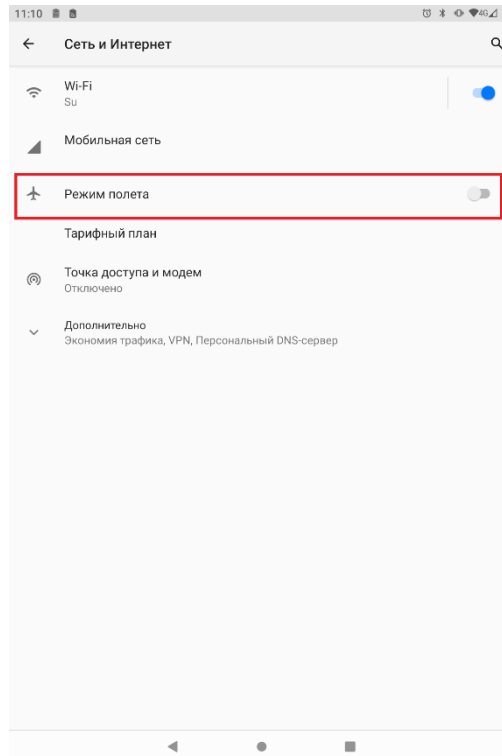 11:10
4G
Сеть и Интернет
Wi-Fi
Su
Мобильная сеть
Режим полета
Тарифный план
Точка доступа и модем
Отключено
Дополнительно
Экономия трафика, VPN, Персональный DNS-сервер